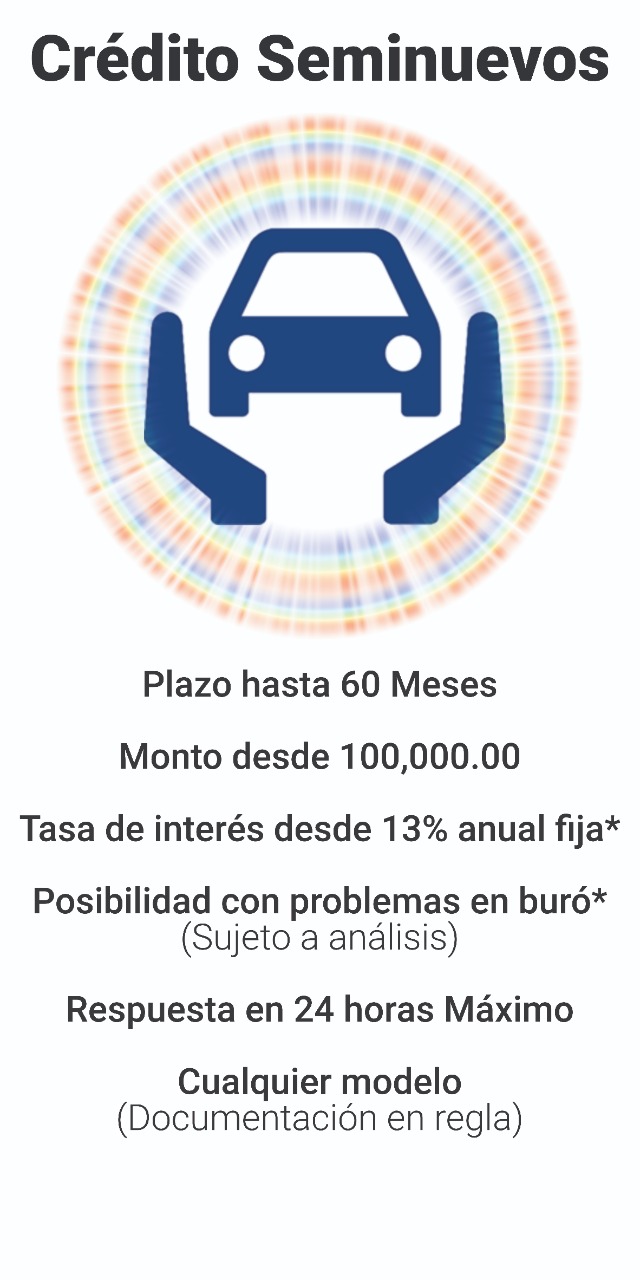 Crédito Seminuevos
Plazo hasta 60 Meses
Monto desde 100,000.00
Tasa de interés desde 13% anual fija*
Posibilidad con problemas en buró*
(Sujeto a análisis)
Respuesta en 24 horas Máximo
Cualquier modelo
(Documentación en regla)